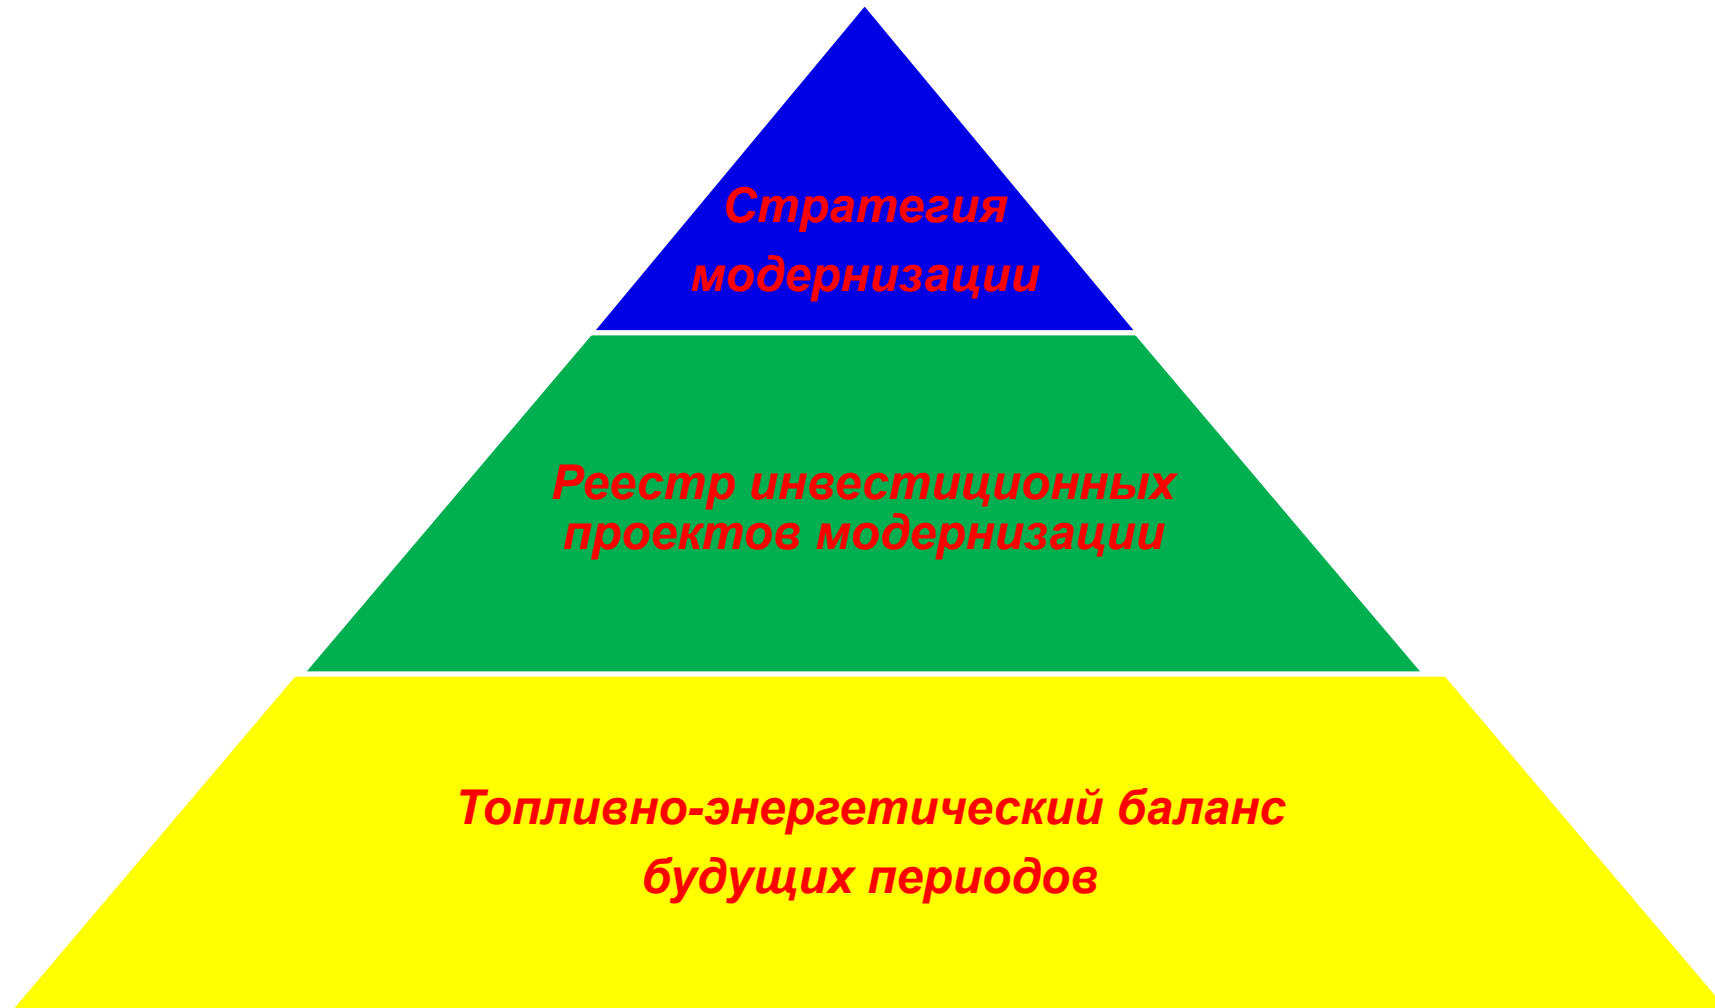 Стратегия
модернизации
Реестр инвестиционных
проектов модернизации
Топливно-энергетический баланс
будущих периодов